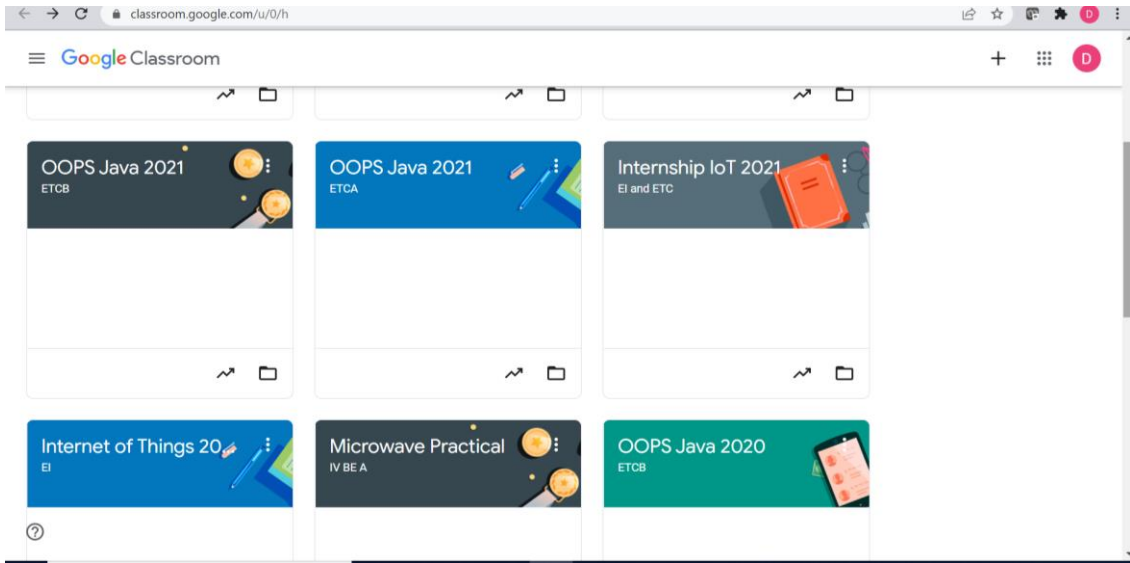 classroom.google.com/u/0/h
D
Google Classroom
D
OOPS Java 2021
ETCB
OOPS Java 2021
ETCA
Internship IoT 2021
EI and ETC
Internet of Things 20
EI
Microwave Practical
IV BE A
OOPS Java 2020
ETCB